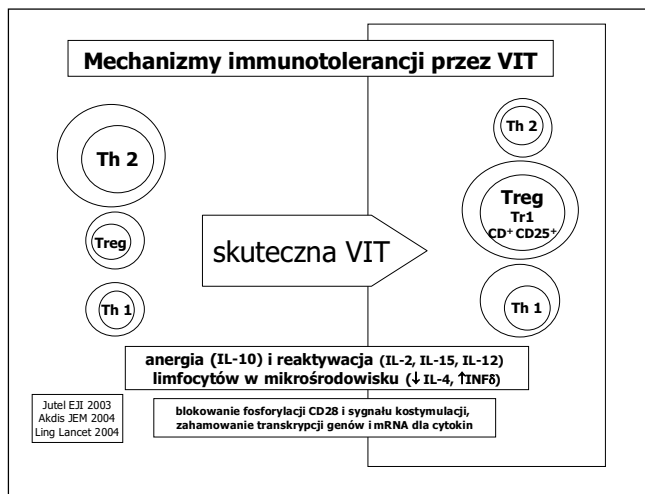 Mechanizmy immunotolerancji przez VIT
Th 2
Treg
Th 1
skuteczna VIT
Th 2
Treg
Tr1
CD⁺ CD25⁺
Th 1
anergia (IL-10) i reaktywacja (IL-2, IL-15, IL-12)
limfocytów w mikrośrodowisku (↓ IL-4, ↑INFδ)
Jutel EJI 2003
Akdis JEM 2004
Ling Lancet 2004
blokowanie fosforylacji CD28 i sygnału kostymulacji,
zahamowanie transkrypcji genów i mRNA dla cytokin